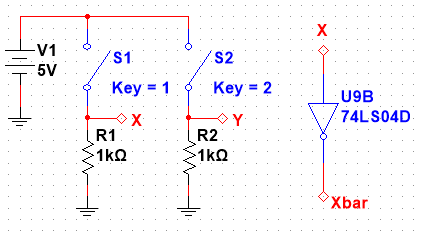 V1
5V
S1
Key = 1
S2
Key = 2
X
Y
R1
1kΩ
R2
1kΩ
X
U9B
74LS04D
Xbar